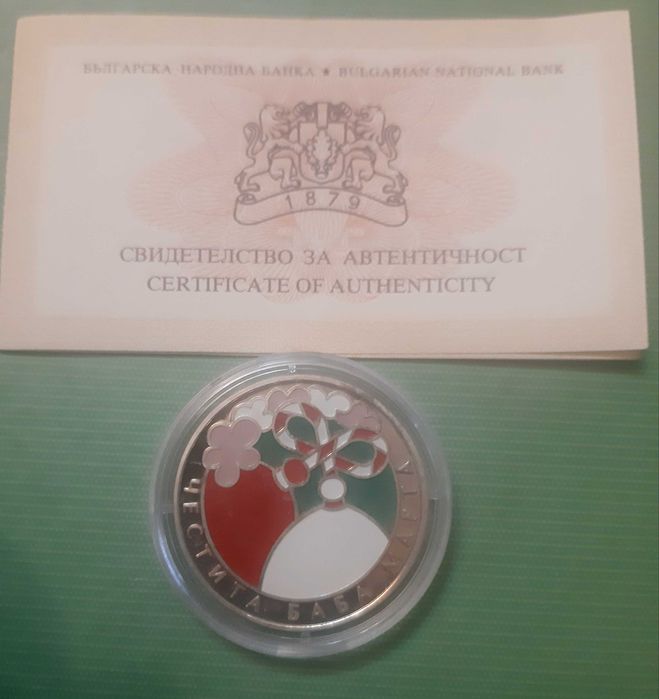 БЪЛГАРСКА НАРОДНА БАНКА ★ BULGARIAN NATIONAL BANK
1879
СВИДЕТЕЛСТВО ЗА АВТЕНТИЧНОСТ
CERTIFICATE OF AUTHENTICITY
ЧЕСТИТА БАБА МАРТА